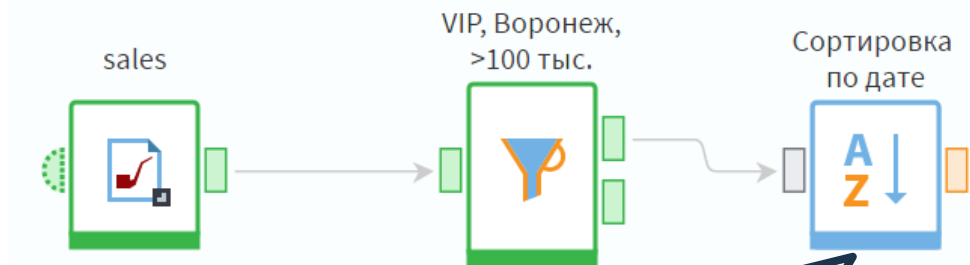 sales
VIP, Воронеж,
>100 тыс.
Сортировка
по дате
A
Z